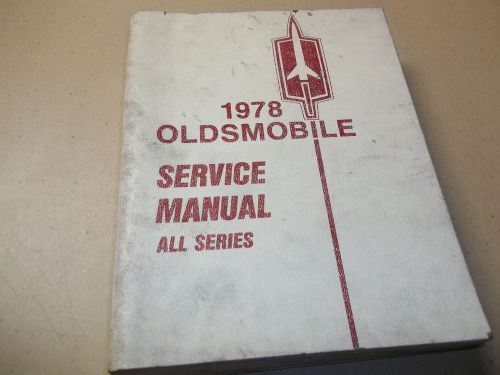 1978
OLDSMOBILE
SERVICE
MANUAL
ALL SERIES